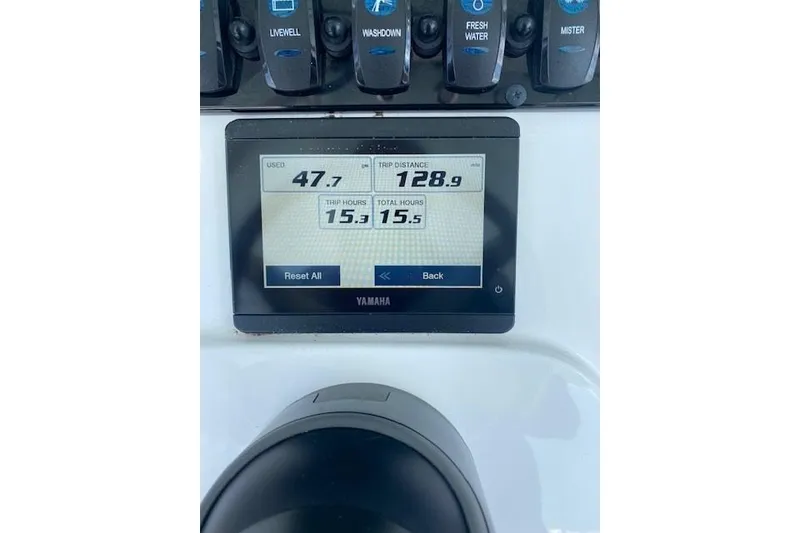 LIVEWELL
WASHDOWN
FRESH
WATER
MISTER
USED
47.7
TRIP DISTANCE
128.9
TRIP HOURS
15.3
TOTAL HOURS
15.5
Reset All
Back
YAMAHA